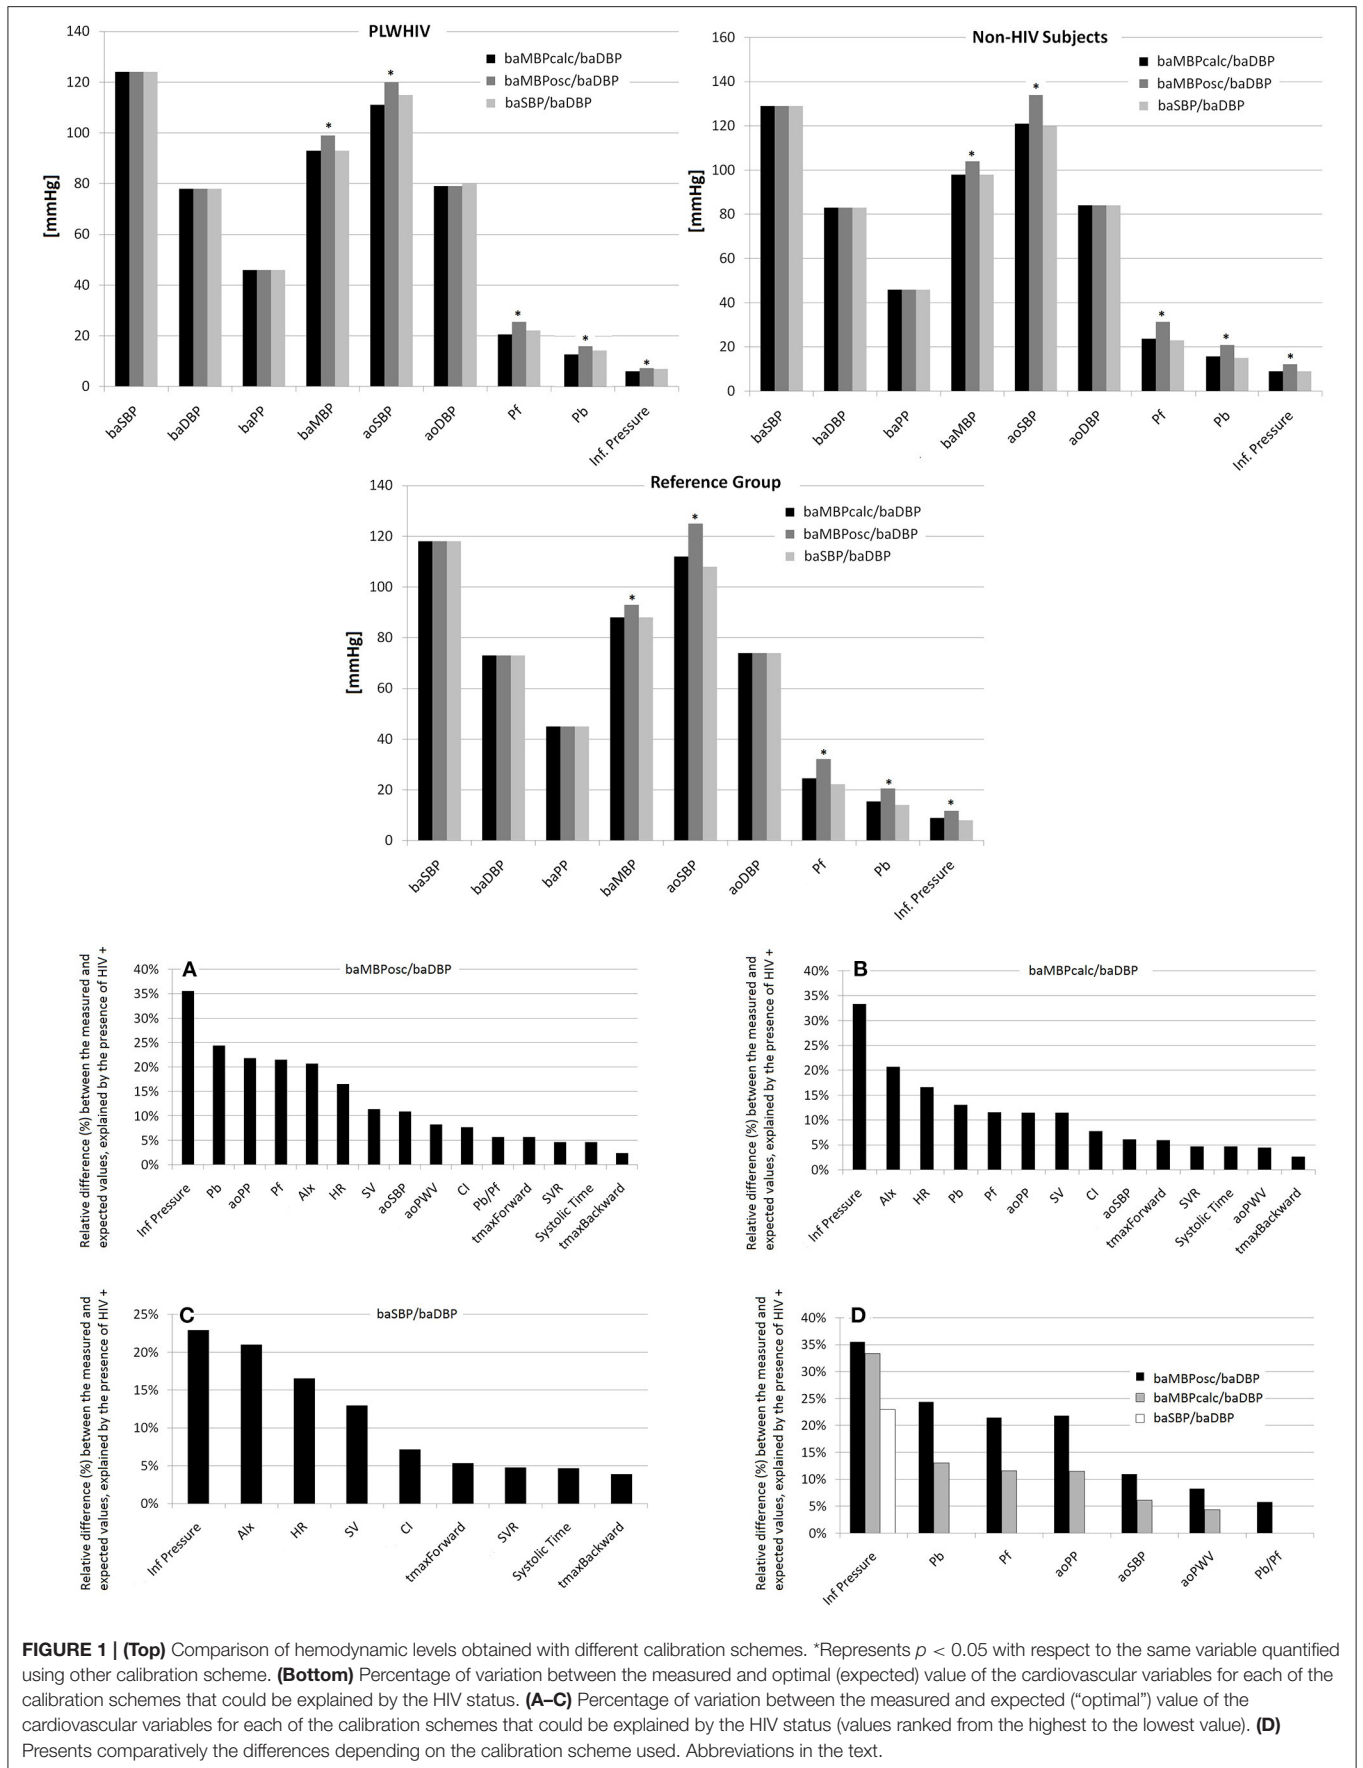 PLWHIV
140
120
100
80
60
40
20
0
[mmHg]
baMBPcalc/baDBP
baMBPosc/baDBP
baSBP/baDBP
*
*
*
*
*
baSBP
baDBP
baPP
baMBP
aoSBP
aoDBP
Pf
Pb
Inf. Pressure
Non-HIV Subjects
160
140
120
100
80
60
40
20
0
[mmHg]
baMBPcalc/baDBP
baMBPosc/baDBP
baSBP/baDBP
*
*
*
*
*
baSBP
baDBP
baPP
baMBP
aoSBP
aoDBP
Pf
Pb
Inf. Pressure
Reference Group
140
120
100
80
60
40
20
0
[mmHg]
baMBPcalc/baDBP
baMBPosc/baDBP
baSBP/baDBP
*
*
*
*
*
baSBP
baDBP
baPP
baMBP
aoSBP
aoDBP
Pf
Pb
Inf. Pressure
A
baMBPosc/baDBP
Relative difference (%) between the measured and
expected values, explained by the presence of HIV +
40%
35%
30%
25%
20%
15%
10%
5%
0%
Inf Pressure
Pb
aoPP
Pf
AIx
HR
SV
aoSBP
aoPWV
CI
Pb/Pf
tmaxForward
SVR
Systolic Time
tmaxBackward
B
baMBPcalc/baDBP
Relative difference (%) between the measured and
expected values, explained by the presence of HIV +
40%
35%
30%
25%
20%
15%
10%
5%
0%
Inf Pressure
AIx
HR
Pb
Pf
aoPP
SV
CI
aoSBP
tmaxForward
SVR
Systolic Time
aoPWV
tmaxBackward
C
baSBP/baDBP
Relative difference (%) between the measured and
expected values, explained by the presence of HIV +
25%
20%
15%
10%
5%
0%
Inf Pressure
AIx
HR
SV
CI
tmaxForward
SVR
Systolic Time
tmaxBackward
D
Relative difference (%) between the measured and
expected values, explained by the presence of HIV +
40%
35%
30%
25%
20%
15%
10%
5%
0%
baMBPosc/baDBP
baMBPcalc/baDBP
baSBP/baDBP
Inf Pressure
Pb
Pf
aoPP
aoSBP
aoPWV
Pb/Pf
FIGURE 1 | (Top) Comparison of hemodynamic levels obtained with different calibration schemes. *Represents p < 0.05 with respect to the same variable quantified
using other calibration scheme. (Bottom) Percentage of variation between the measured and optimal (expected) value of the cardiovascular variables for each of the
calibration schemes that could be explained by the HIV status. (A–C) Percentage of variation between the measured and expected (“optimal”) value of the
cardiovascular variables for each of the calibration schemes that could be explained by the HIV status (values ranked from the highest to the lowest value). (D)
Presents comparatively the differences depending on the calibration scheme used. Abbreviations in the text.